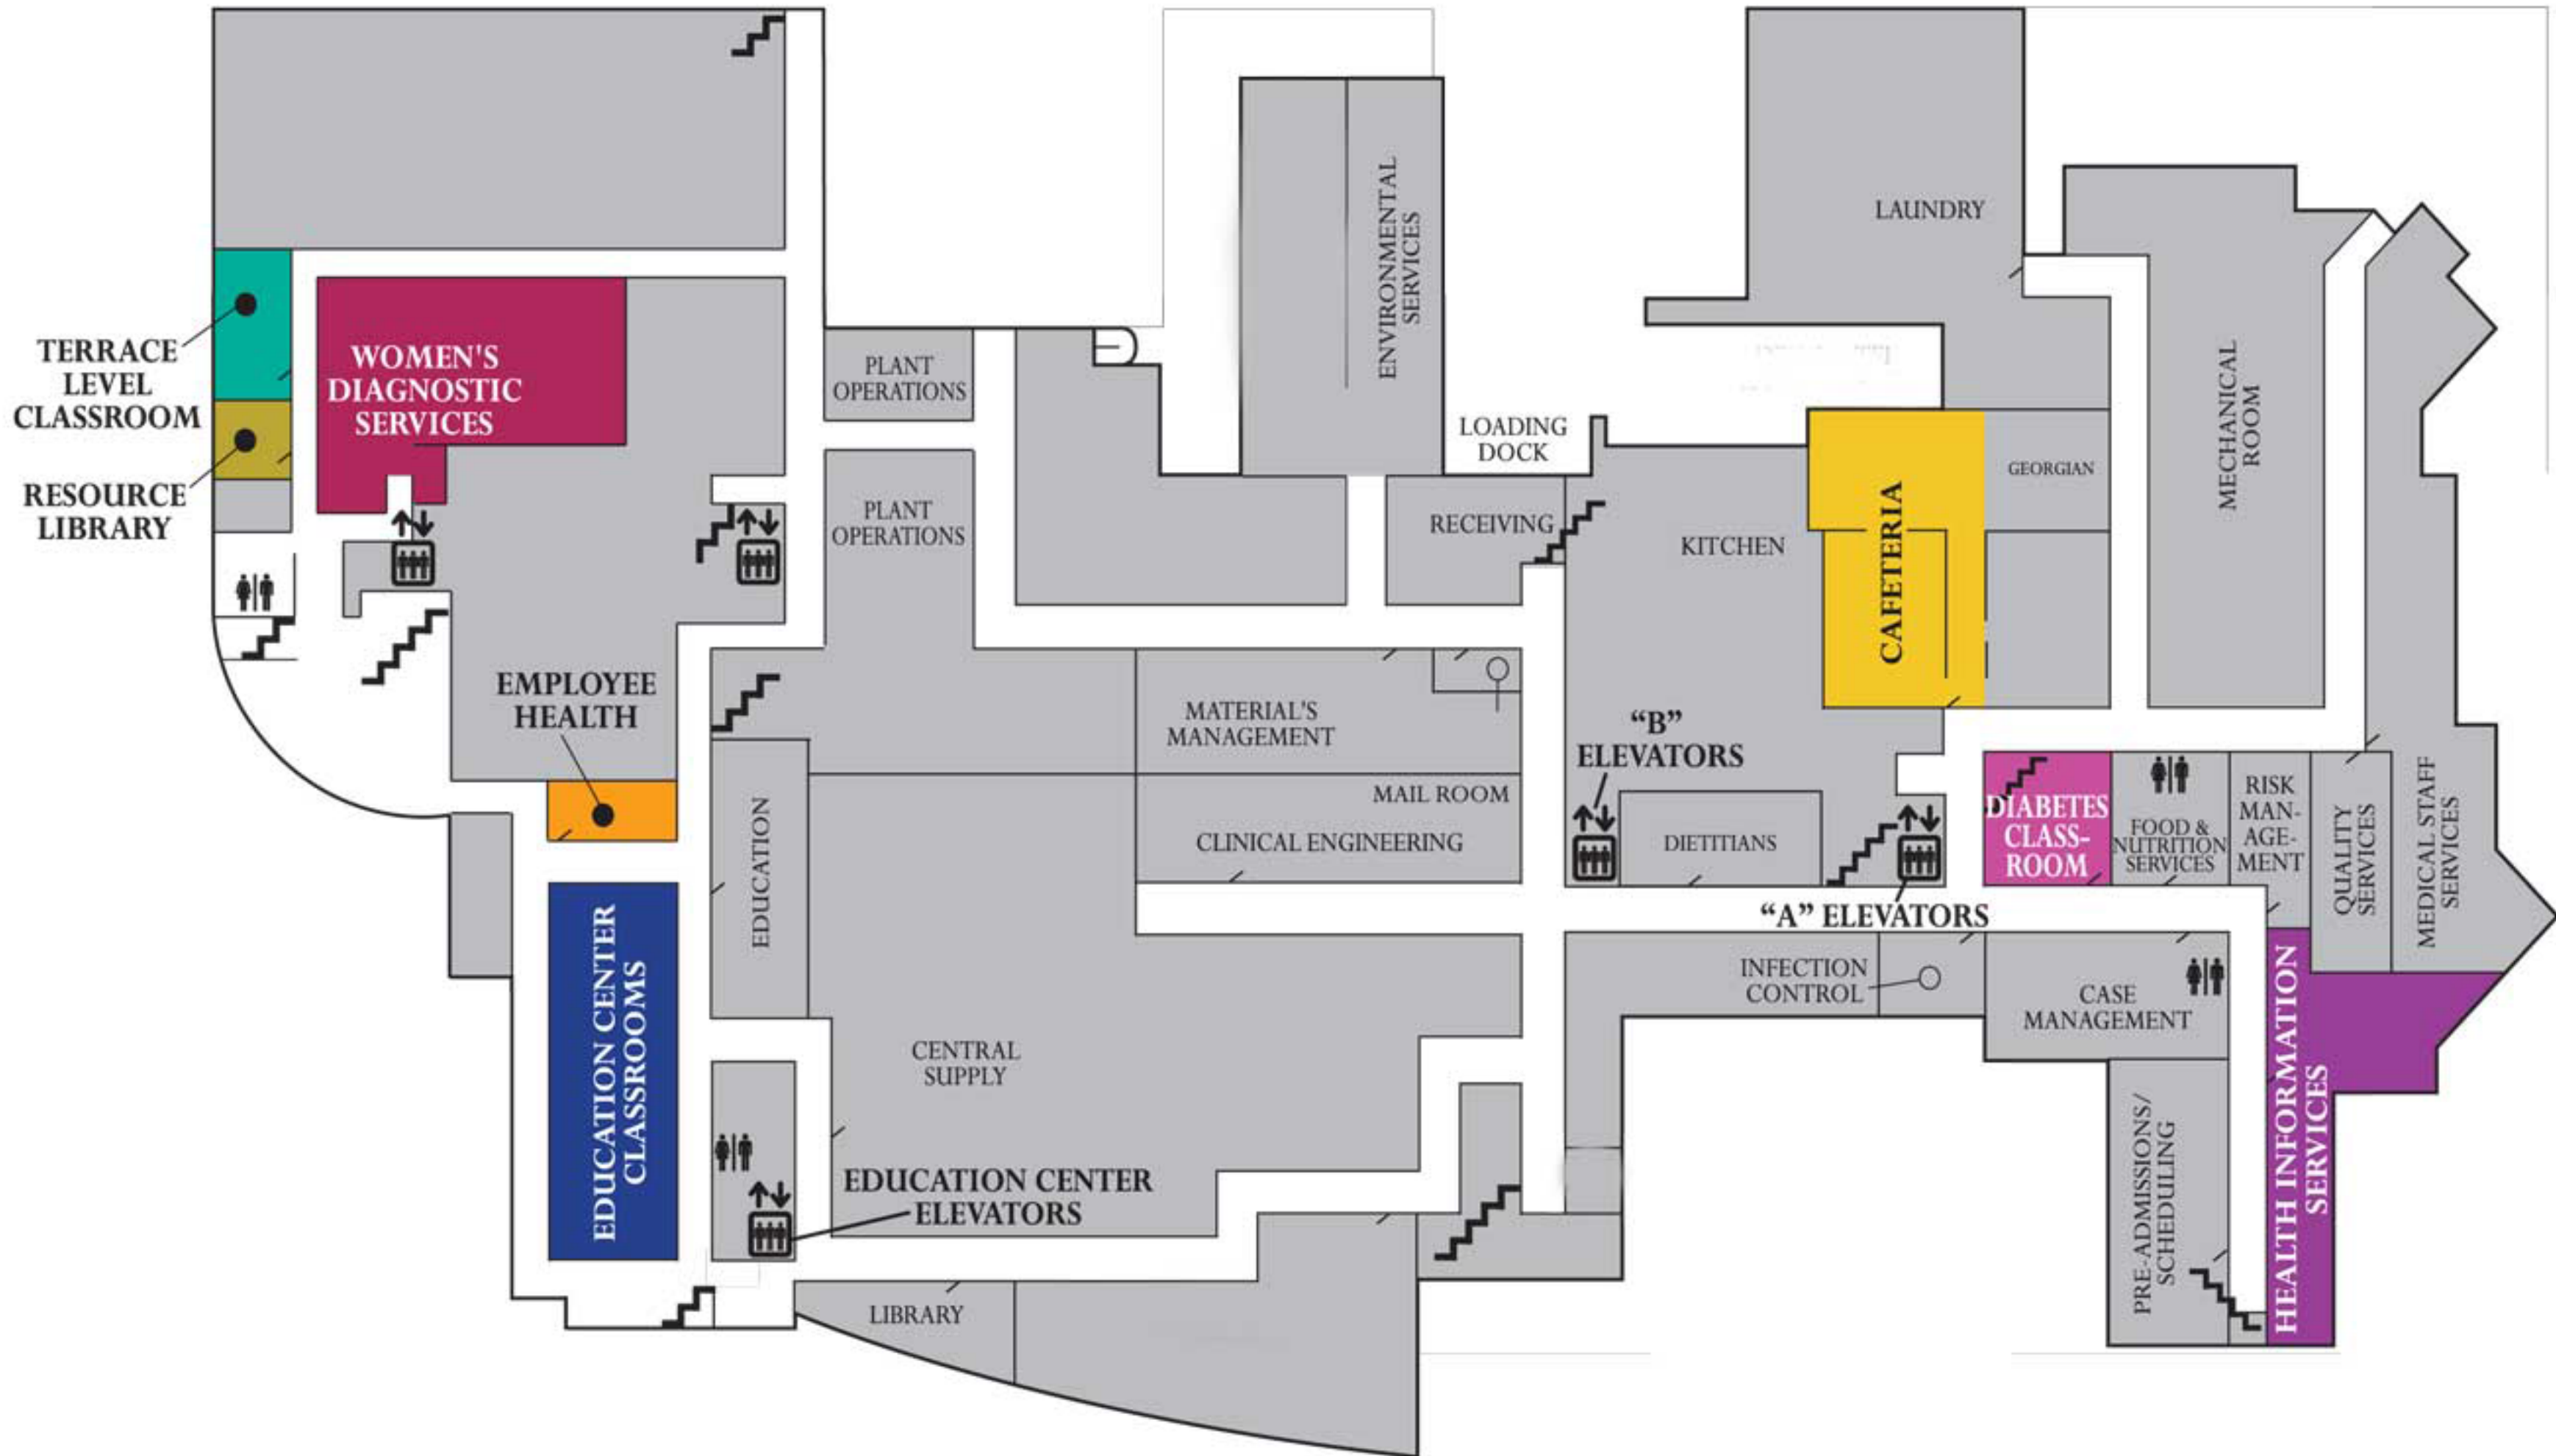 TERRACE
LEVEL
CLASSROOM
RESOURCE
LIBRARY
WOMEN'S
DIAGNOSTIC
SERVICES
EMPLOYEE
HEALTH
EDUCATION CENTER
CLASSROOMS
PLANT
OPERATIONS
PLANT
OPERATIONS
EDUCATION
CENTRAL
SUPPLY
EDUCATION CENTER
ELEVATORS
LIBRARY
MATERIAL'S
MANAGEMENT
MAIL ROOM
CLINICAL ENGINEERING
ENVIRONMENTAL
SERVICES
LOADING
DOCK
RECEIVING
KITCHEN
"B"
ELEVATORS
DIETITIANS
"A" ELEVATORS
LAUNDRY
CAFETERIA
GEORGIAN
MECHANICAL
ROOM
DIABETES
CLASS-
ROOM
FOOD &
NUTRITION
SERVICES
RISK
MAN-
AGE-
MENT
QUALITY
SERVICES
MEDICAL STAFF
SERVICES
INFECTION
CONTROL
CASE
MANAGEMENT
PRE-ADMISSIONS/
SCHEDULING
HEALTH INFORMATION
SERVICES